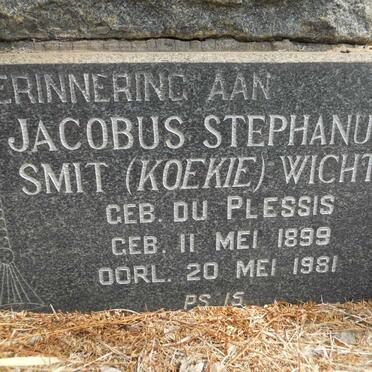 ERINNERING AAN
JACOBUS STEPHANU
SMIT (KOEKIE) WICHT
GEB. DU PLESSIS
GEB. 11 MEI 1899
OORL. 20 MEI 1981
PS 15